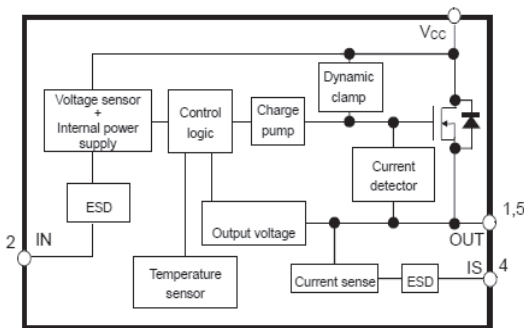 Vcc
Dynamic
clamp
Voltage sensor
+
Internal power
supply
Control
logic
Charge
pump
Current
detector
ESD
1,5
2 IN
Output voltage
OUT
IS 4
Temperature
sensor
Current sense
ESD